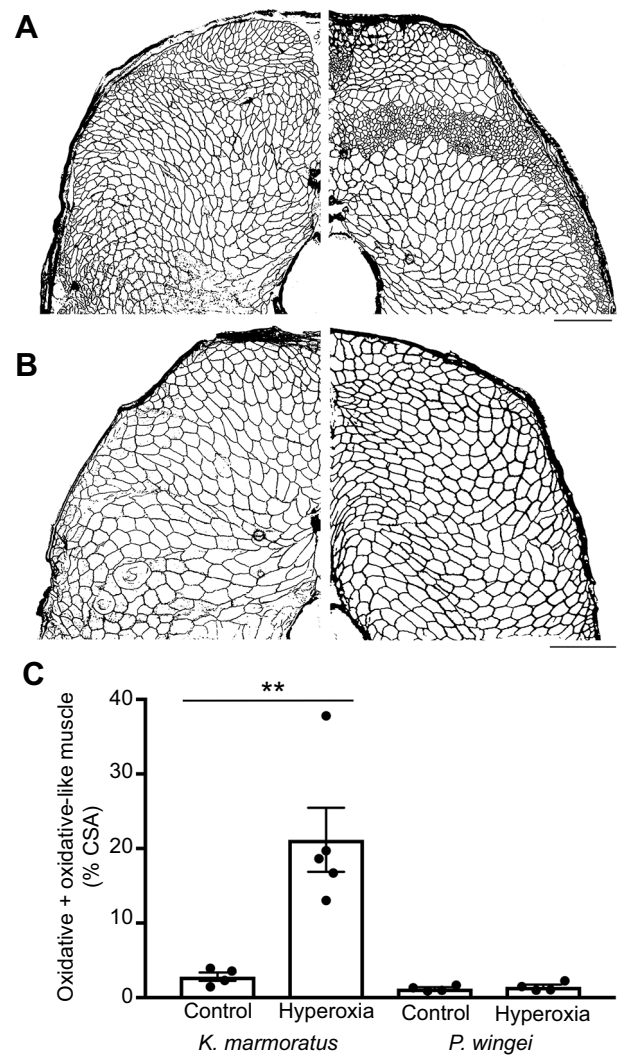 A
B
C
Oxidative + oxidative-like muscle
(% CSA)
40
30
20
10
0
**
Control Hyperoxia Control Hyperoxia
K. marmoratus P. wingei